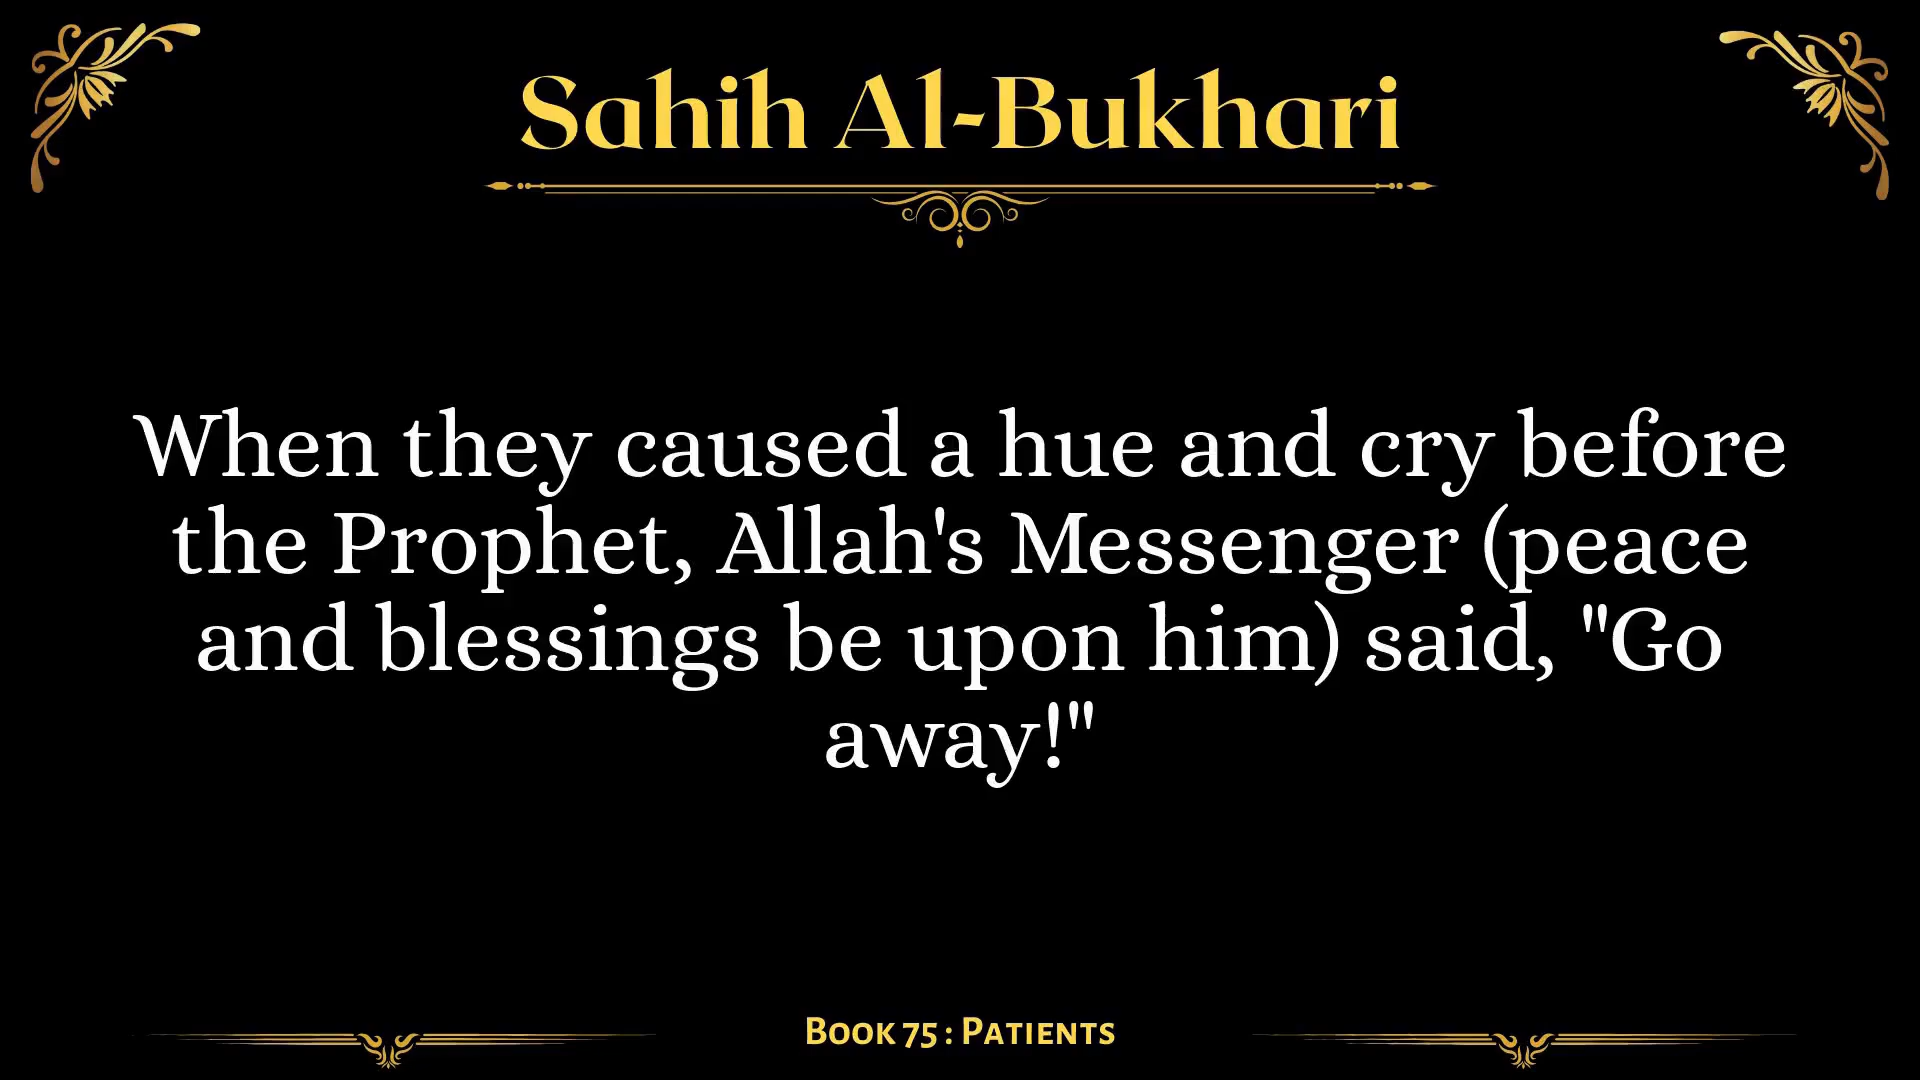 Sahih Al-Bukhari
When they caused a hue and cry before
the Prophet, Allah's Messenger (peace
and blessings be upon him) said, "Go
away!"
Book 75 : Patients